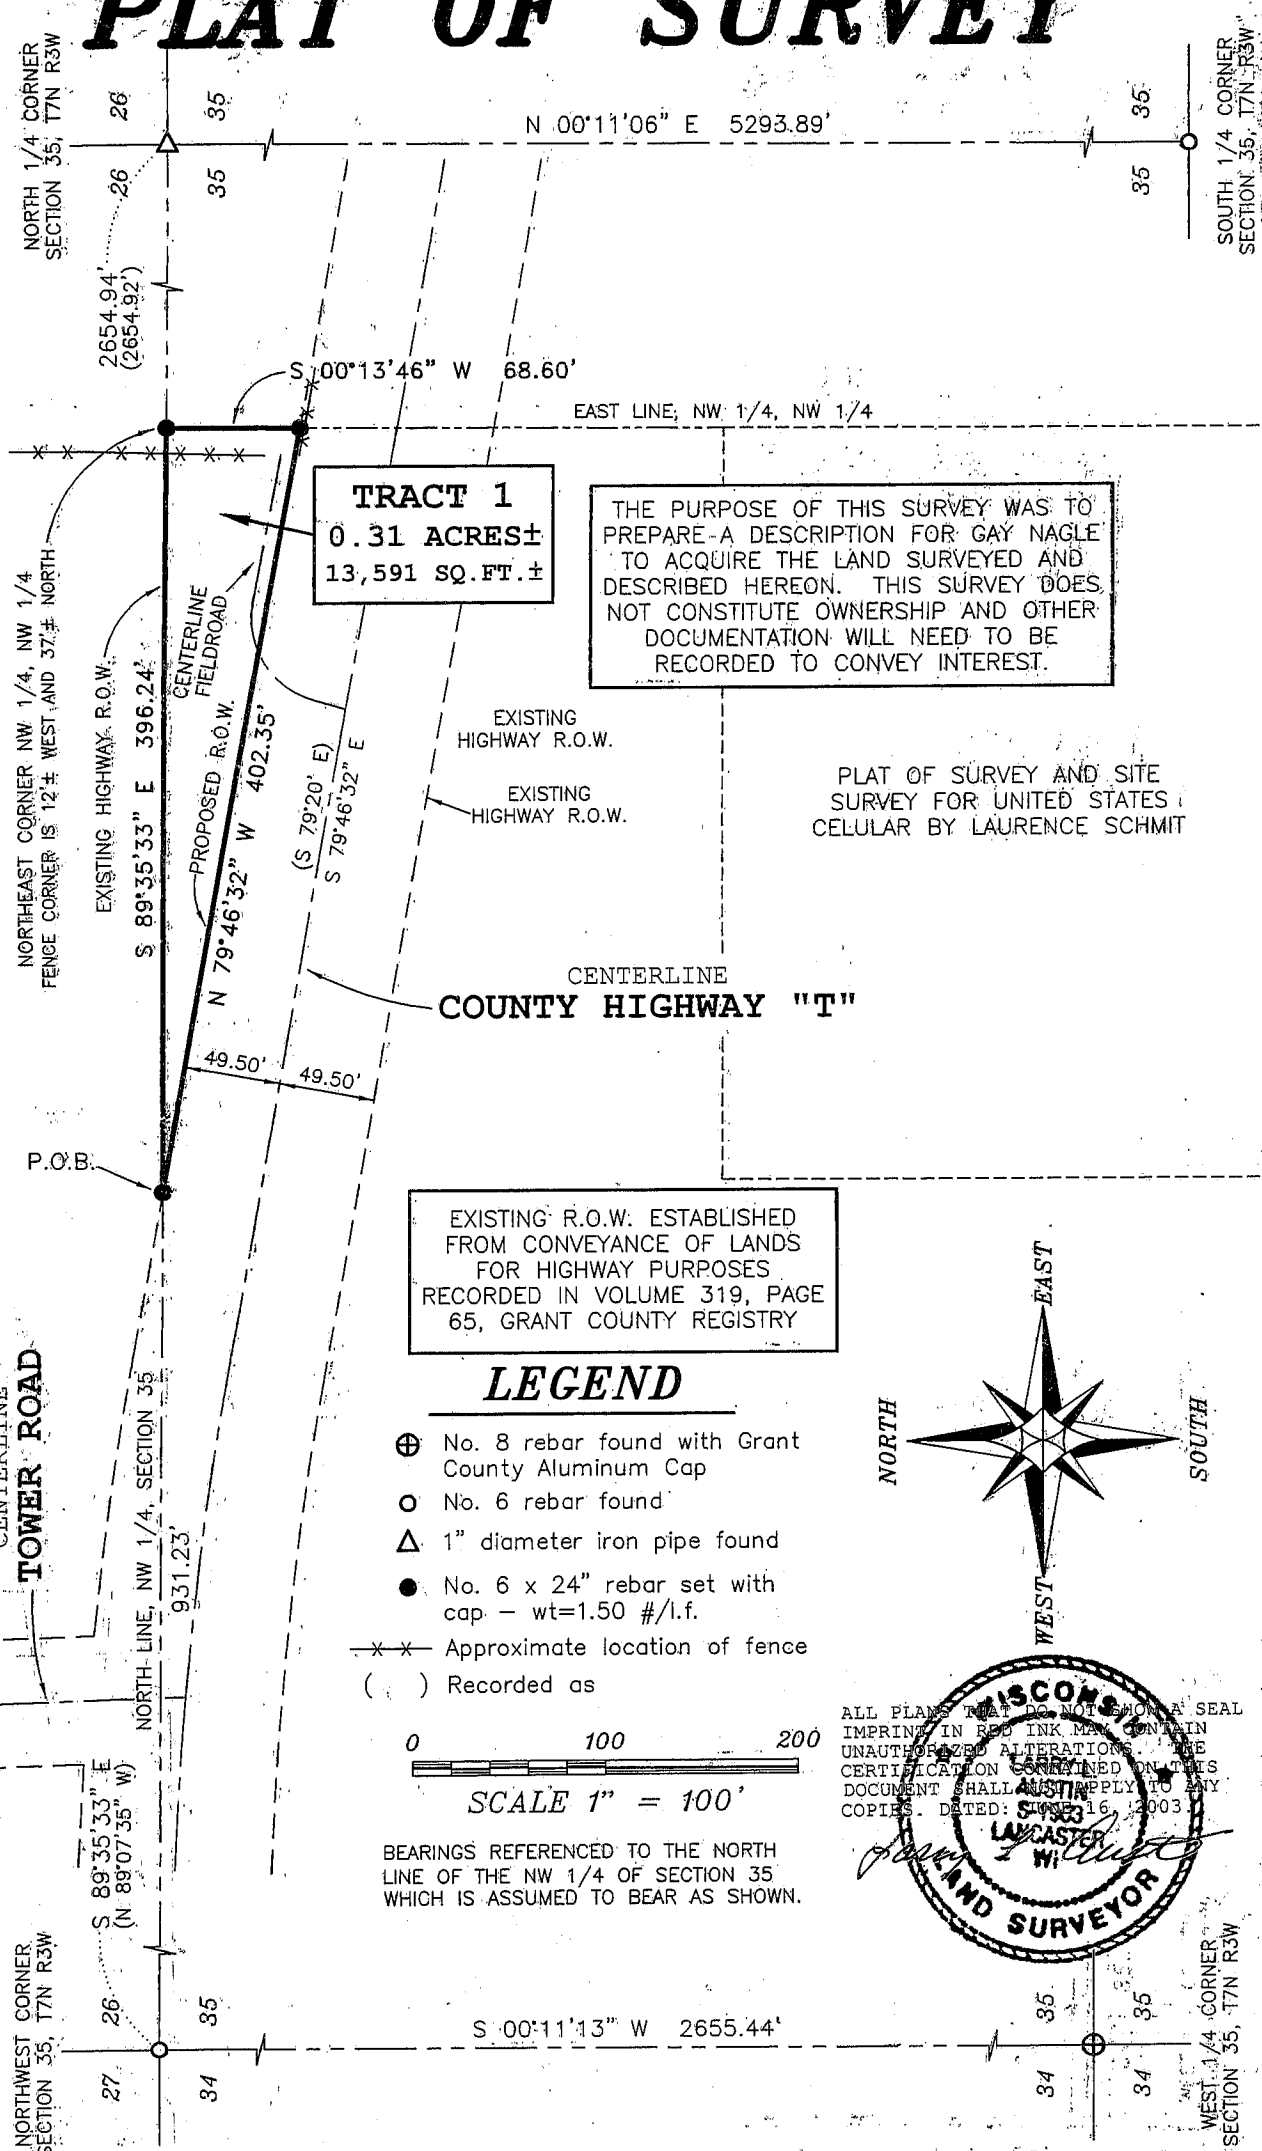 PLAT OF SURVEY
NORTH 1/4 CORNER
SECTION 35, T7N R3W
26
35
26
35
N 00°11'06" E 5293.89'
35
35
SOUTH 1/4 CORNER
SECTION 35, T7N R3W
2654.94'
(2654.92')
S 00°13'46" W 68.60'
EAST LINE, NW 1/4, NW 1/4
NORTHEAST CORNER NW 1/4, NW 1/4
FENCE CORNER IS 12'± WEST AND 37'± NORTH
TRACT 1
0.31 ACRES±
13,591 SQ.FT.±
THE PURPOSE OF THIS SURVEY WAS TO
PREPARE A DESCRIPTION FOR GAY NAGLE
TO ACQUIRE THE LAND SURVEYED AND
DESCRIBED HEREON. THIS SURVEY DOES
NOT CONSTITUTE OWNERSHIP AND OTHER
DOCUMENTATION WILL NEED TO BE
RECORDED TO CONVEY INTEREST.
EXISTING HIGHWAY R.O.W.
S 89°35'33" E 396.24'
CENTERLINE
FIELDROAD
PROPOSED R.O.W.
N 79°46'32" W 402.35'
(S 79°20' E)
S 79°46'32" E
EXISTING
HIGHWAY R.O.W.
EXISTING
HIGHWAY R.O.W.
PLAT OF SURVEY AND SITE
SURVEY FOR UNITED STATES
CELULAR BY LAURENCE SCHMIT
CENTERLINE
COUNTY HIGHWAY "T"
49.50'
49.50'
P.O.B.
EXISTING R.O.W. ESTABLISHED
FROM CONVEYANCE OF LANDS
FOR HIGHWAY PURPOSES
RECORDED IN VOLUME 319, PAGE
65, GRANT COUNTY REGISTRY
CENTERLINE
TOWER ROAD
NORTH LINE, NW 1/4, SECTION 35
931.23'
LEGEND
No. 8 rebar found with Grant
County Aluminum Cap
No. 6 rebar found
1" diameter iron pipe found
No. 6 x 24" rebar set with
cap - wt=1.50 #/l.f.
Approximate location of fence
( ) Recorded as
EAST
NORTH
SOUTH
WEST
0 100 200
SCALE 1" = 100'
BEARINGS REFERENCED TO THE NORTH
LINE OF THE NW 1/4 OF SECTION 35
WHICH IS ASSUMED TO BEAR AS SHOWN.
ALL PLANS THAT DO NOT SHOW A SEAL
IMPRINT IN RED INK MAY CONTAIN
UNAUTHORIZED ALTERATIONS. THE
CERTIFICATION CONTAINED ON THIS
DOCUMENT SHALL NOT APPLY TO ANY
COPIES. DATED: JUNE 16, 2003
WISCONSIN
LARRY L.
AUSTIN
LANCASTER
WI
LAND SURVEYOR
S 89°35'33" E
(N 89°07'35" W)
NORTHWEST CORNER
SECTION 35, T7N R3W
26
35
27
34
S 00°11'13" W 2655.44'
35
35
34
34
WEST 1/4 CORNER
SECTION 35, T7N R3W